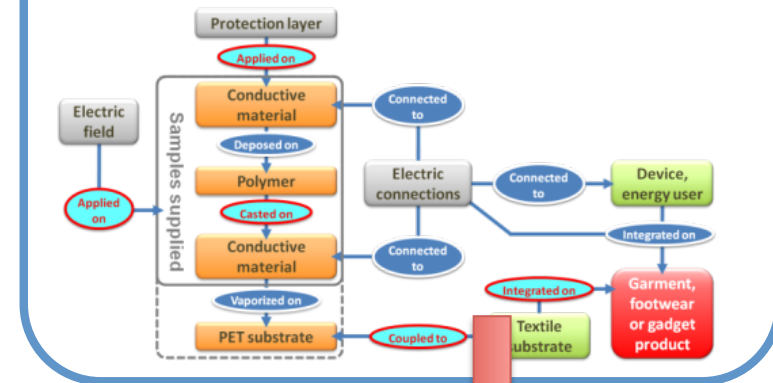 Protection layer
Applied on
Conductive
material
Connected
to
Electric
field
Samples supplied
Deposed on
Polymer
Electric
connections
Connected
to
Device,
energy user
Applied
on
Casted on
Conductive
material
Connected
to
Integrated on
Vaporized on
Integrated on
Garment,
footwear
or gadget
product
PET substrate
Coupled to
Textile
substrate